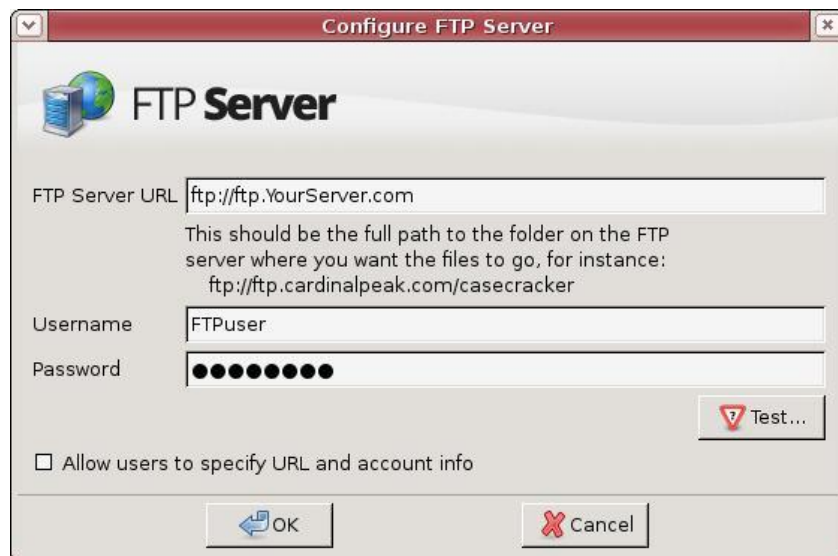 Configure FTP Server
FTP Server
FTP Server URL ftp://ftp.YourServer.com
This should be the full path to the folder on the FTP
server where you want the files to go, for instance:
ftp://ftp.cardinalpeak.com/casecracker
Username FTPuser
Password ●●●●●●●●
Test...
Allow users to specify URL and account info
OK Cancel